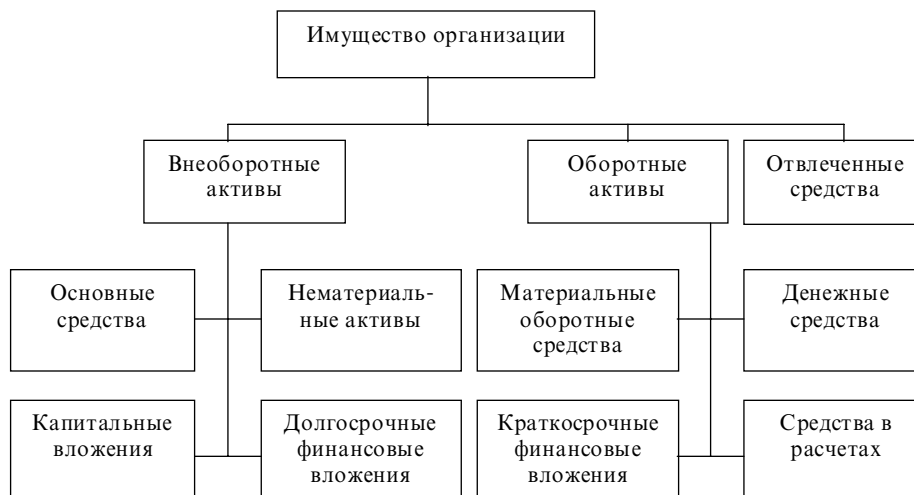 Имущество организации
Внеоборотные
активы
Оборотные
активы
Отвлеченные
средства
Основные
средства
Нематериаль-
ные активы
Материальные
оборотные
средства
Денежные
средства
Капитальные
вложения
Долгосрочные
финансовые
вложения
Краткосрочные
финансовые
вложения
Средства в
расчетах